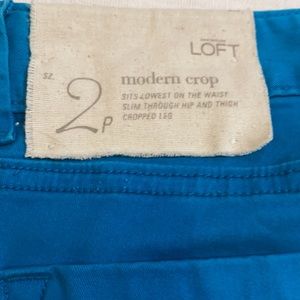 LOFT
SZ.
2P
modern crop
SITS LOWEST ON THE WAIST
SLIM THROUGH HIP AND THIGH
CROPPED LEG